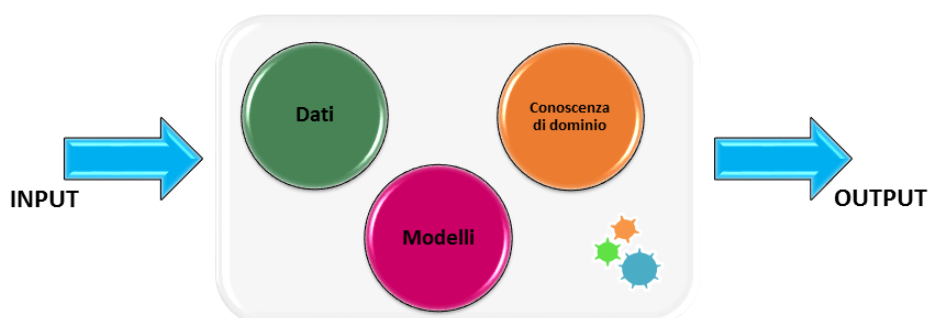 Dati
Conoscenza
di dominio
INPUT
OUTPUT
Modelli